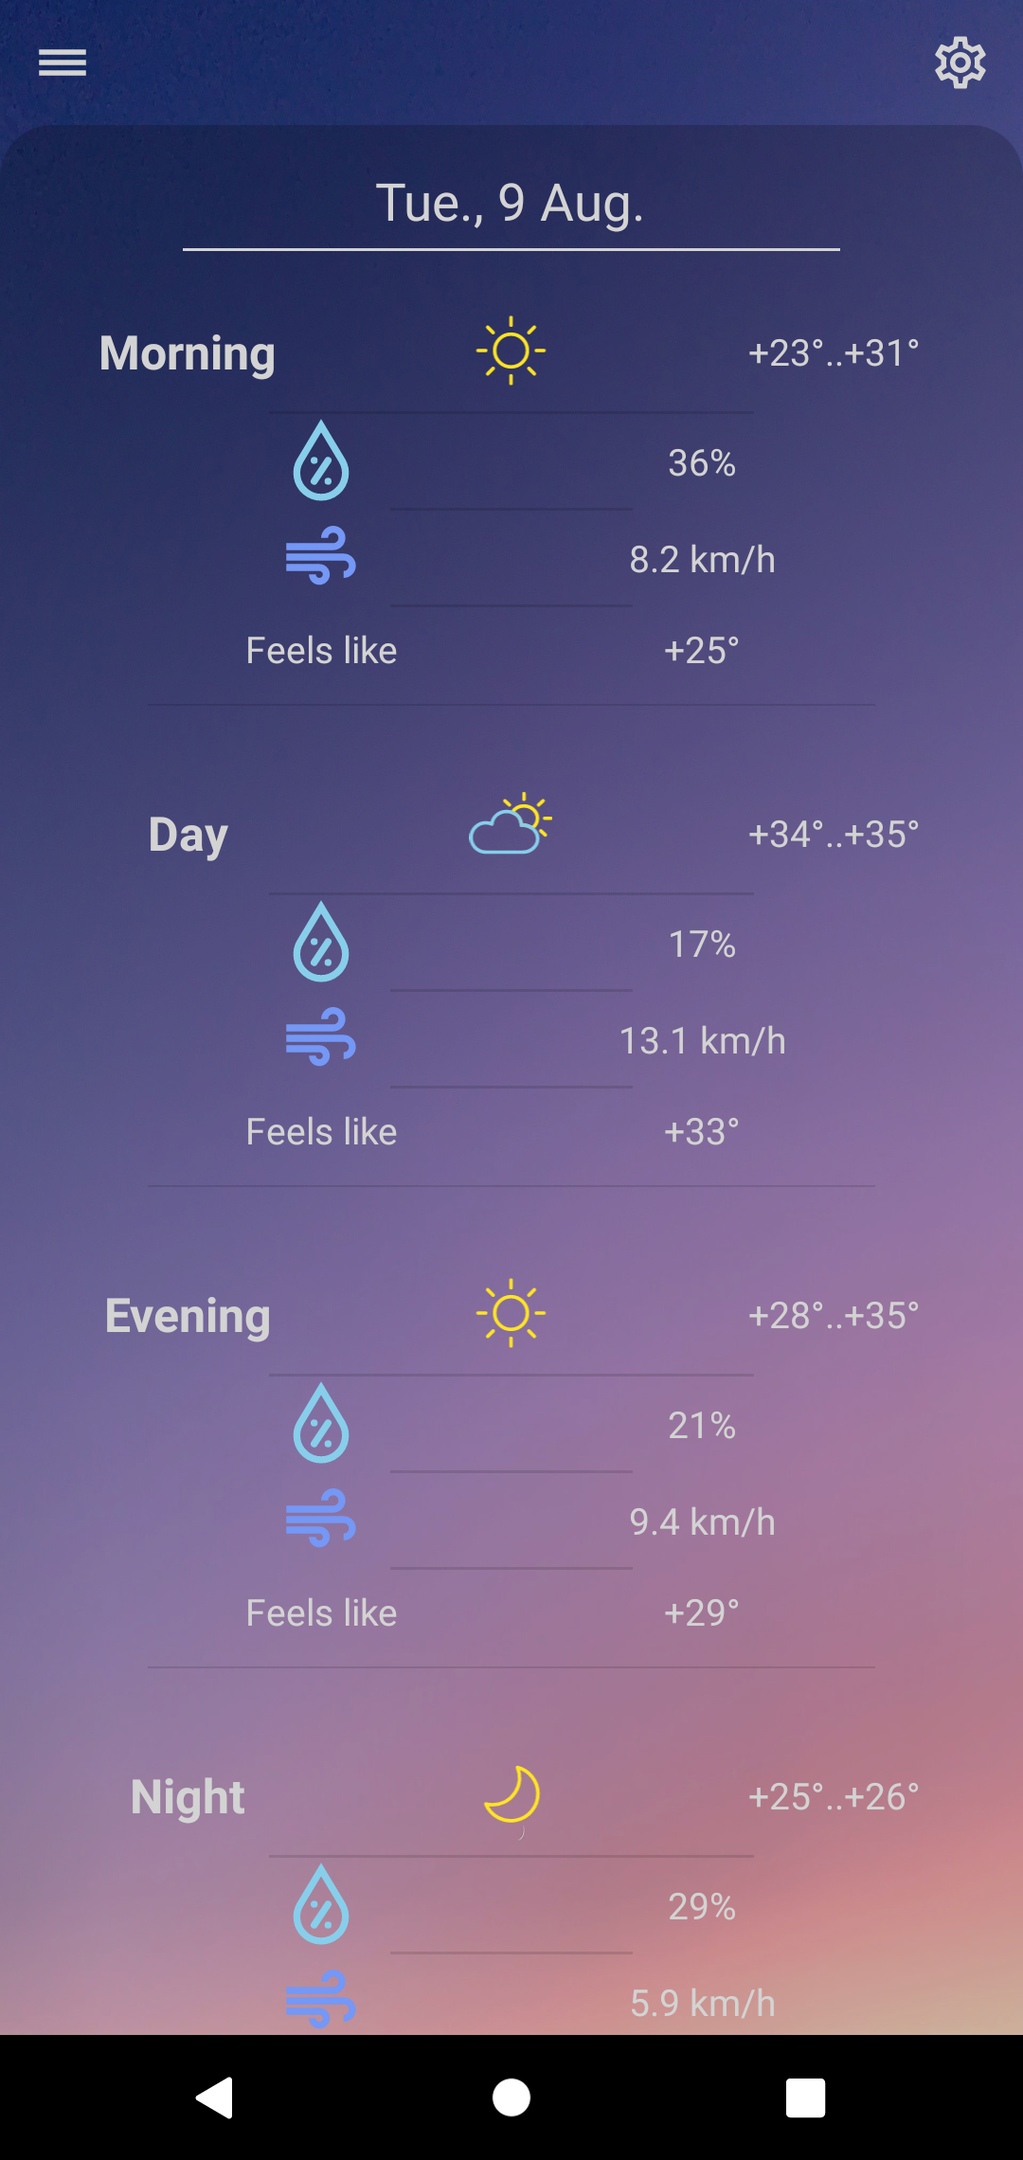 Tue., 9 Aug.
Morning +23°..+31°
36%
8.2 km/h
Feels like +25°
Day +34°..+35°
17%
13.1 km/h
Feels like +33°
Evening +28°..+35°
21%
9.4 km/h
Feels like +29°
Night +25°..+26°
29%
5.9 km/h